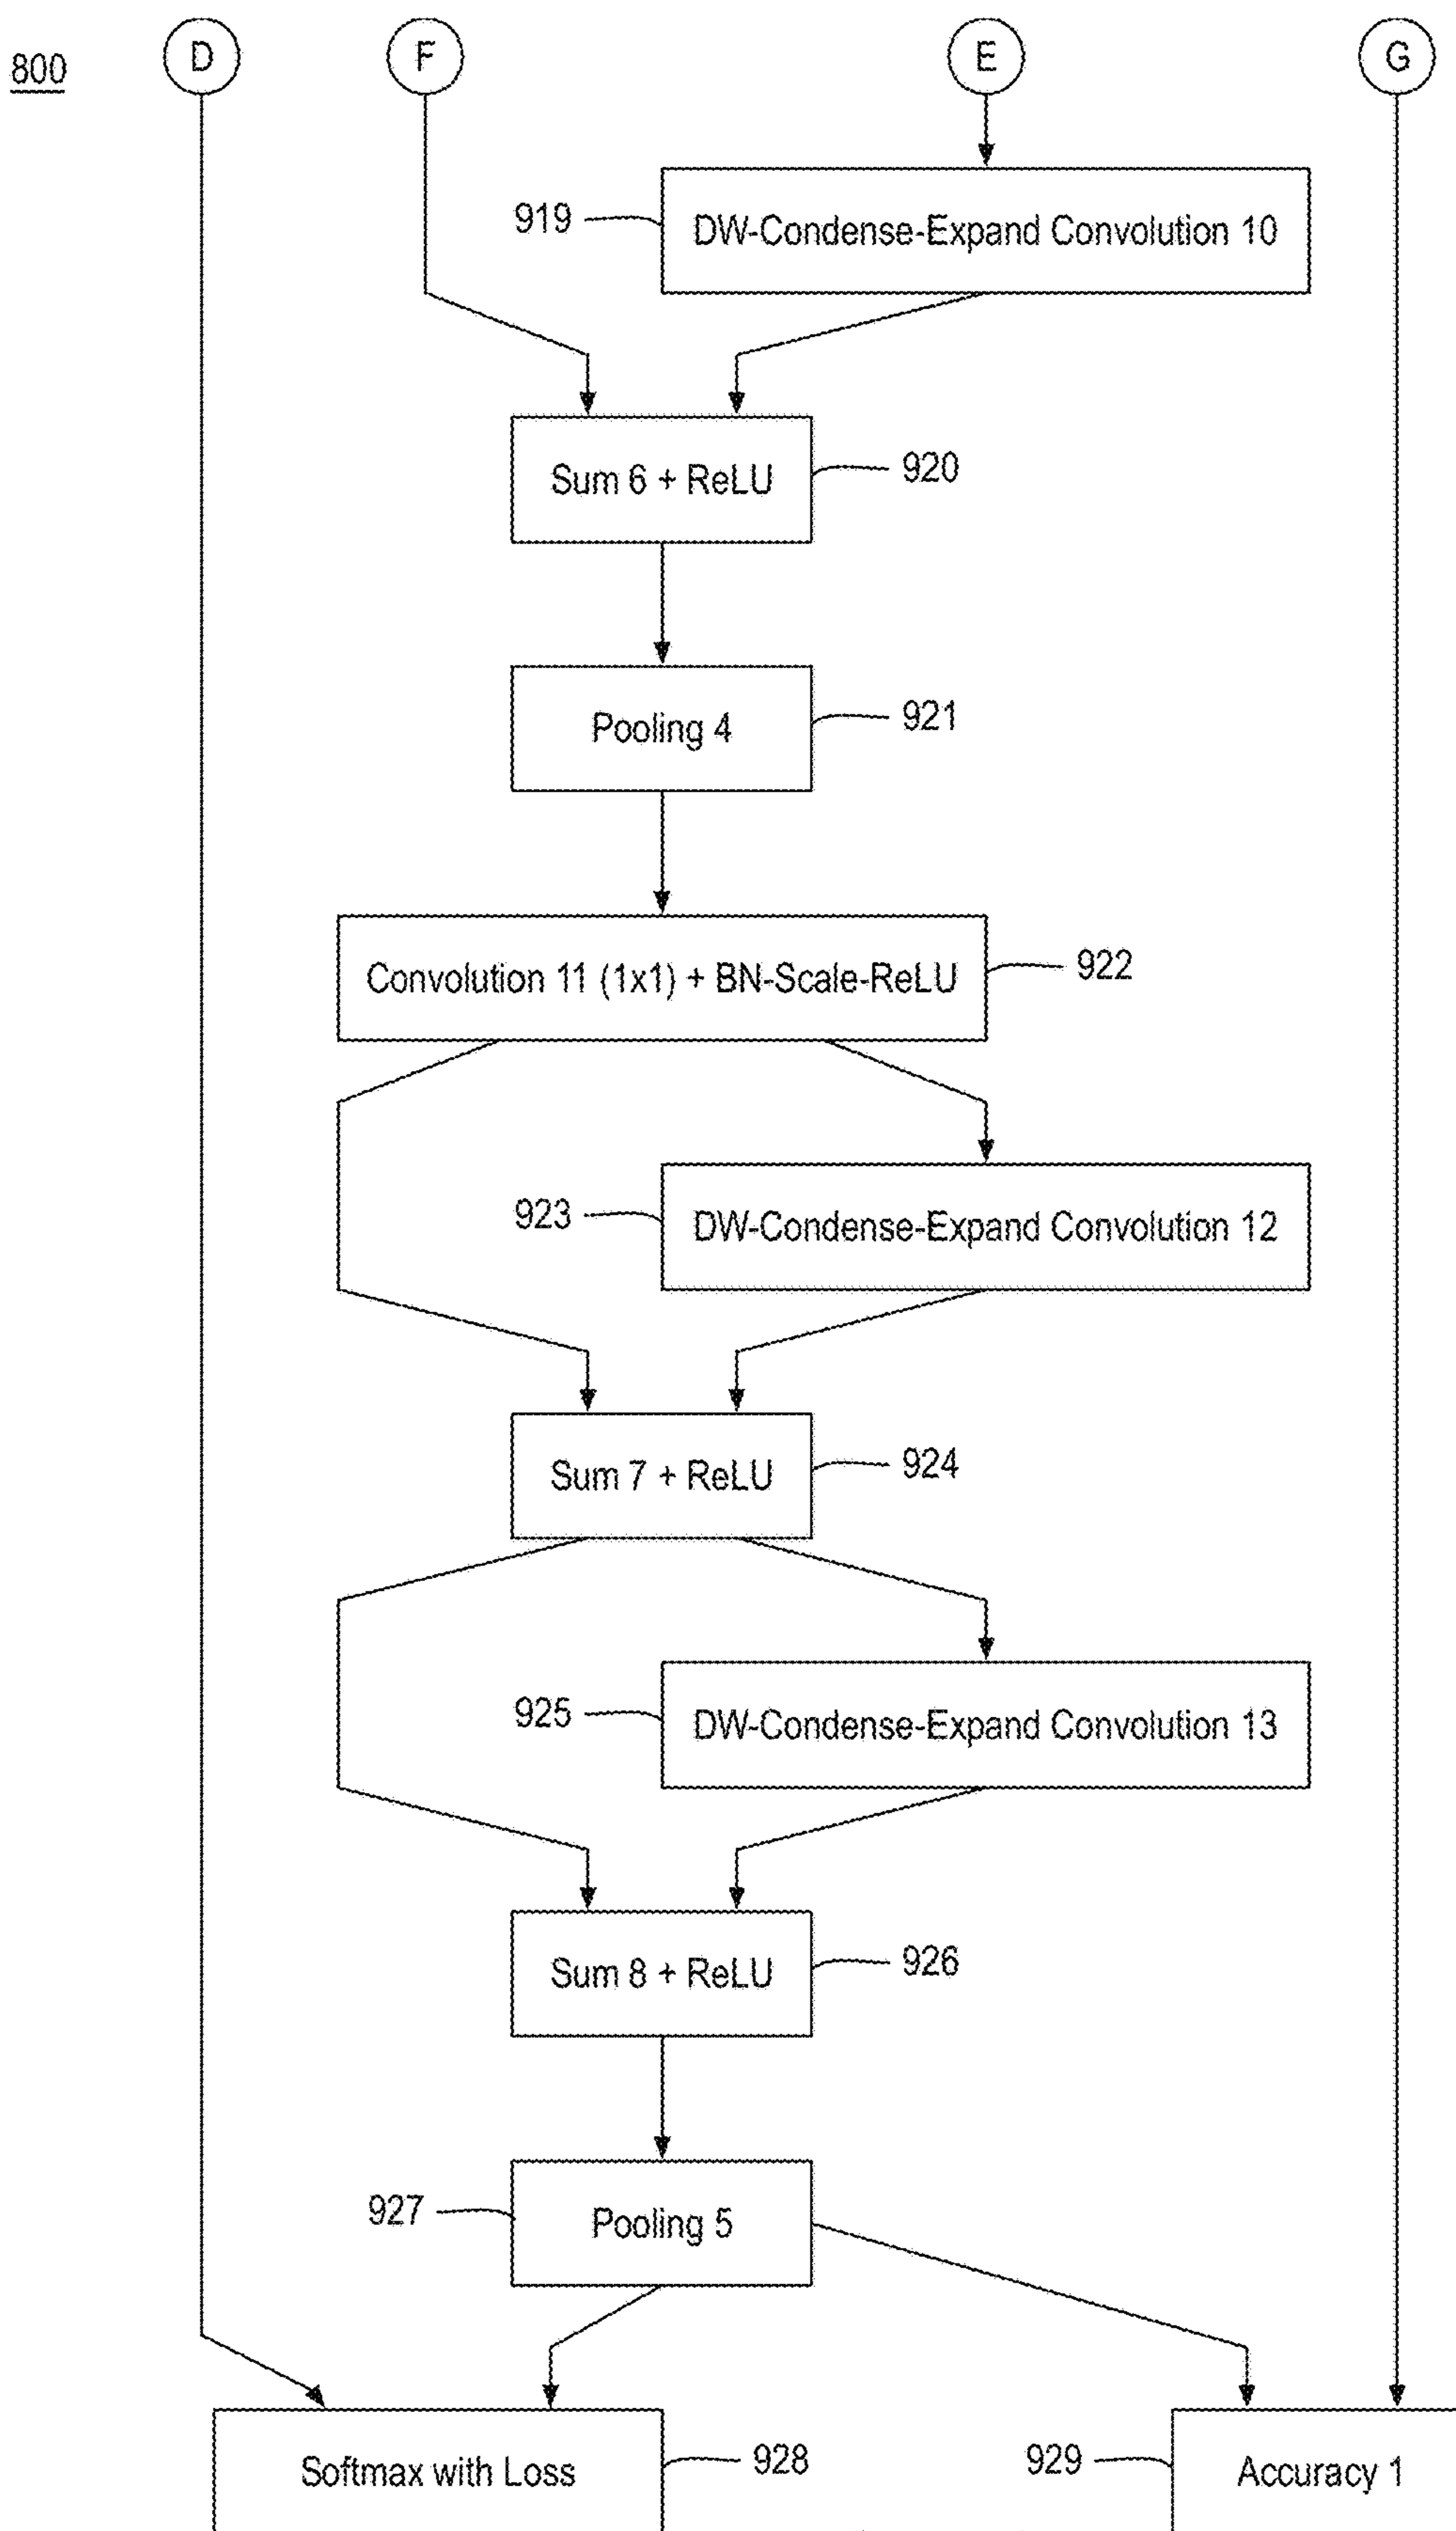 800
D
F
E
G
919
DW-Condense-Expand Convolution 10
Sum 6 + ReLU
920
Pooling 4
921
Convolution 11 (1x1) + BN-Scale-ReLU
922
923
DW-Condense-Expand Convolution 12
Sum 7 + ReLU
924
925
DW-Condense-Expand Convolution 13
Sum 8 + ReLU
926
927
Pooling 5
Softmax with Loss
928
929
Accuracy 1